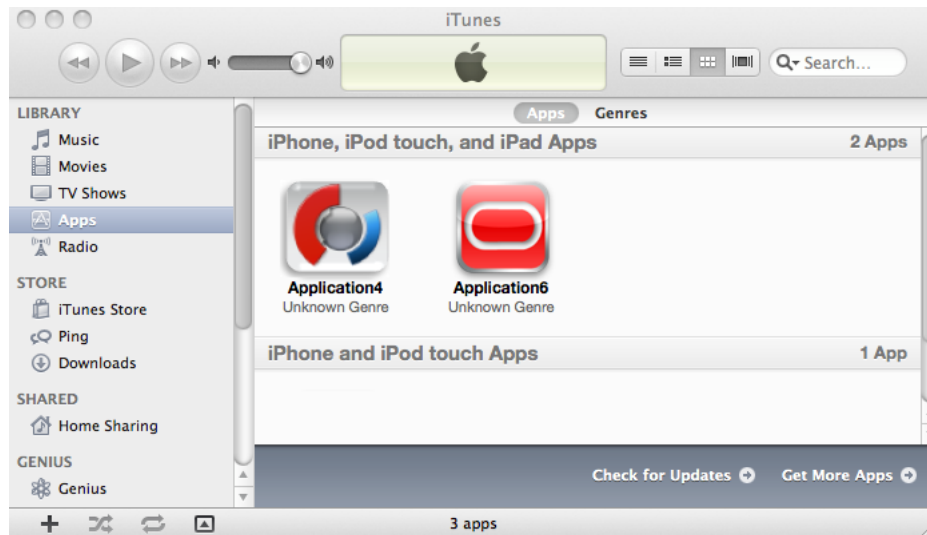 iTunes
Search...
LIBRARY
Music
Movies
TV Shows
Apps
Radio
STORE
iTunes Store
Ping
Downloads
SHARED
Home Sharing
GENIUS
Genius
Apps Genres
iPhone, iPod touch, and iPad Apps 2 Apps
Application4 Application6
Unknown Genre Unknown Genre
iPhone and iPod touch Apps 1 App
Check for Updates Get More Apps
3 apps